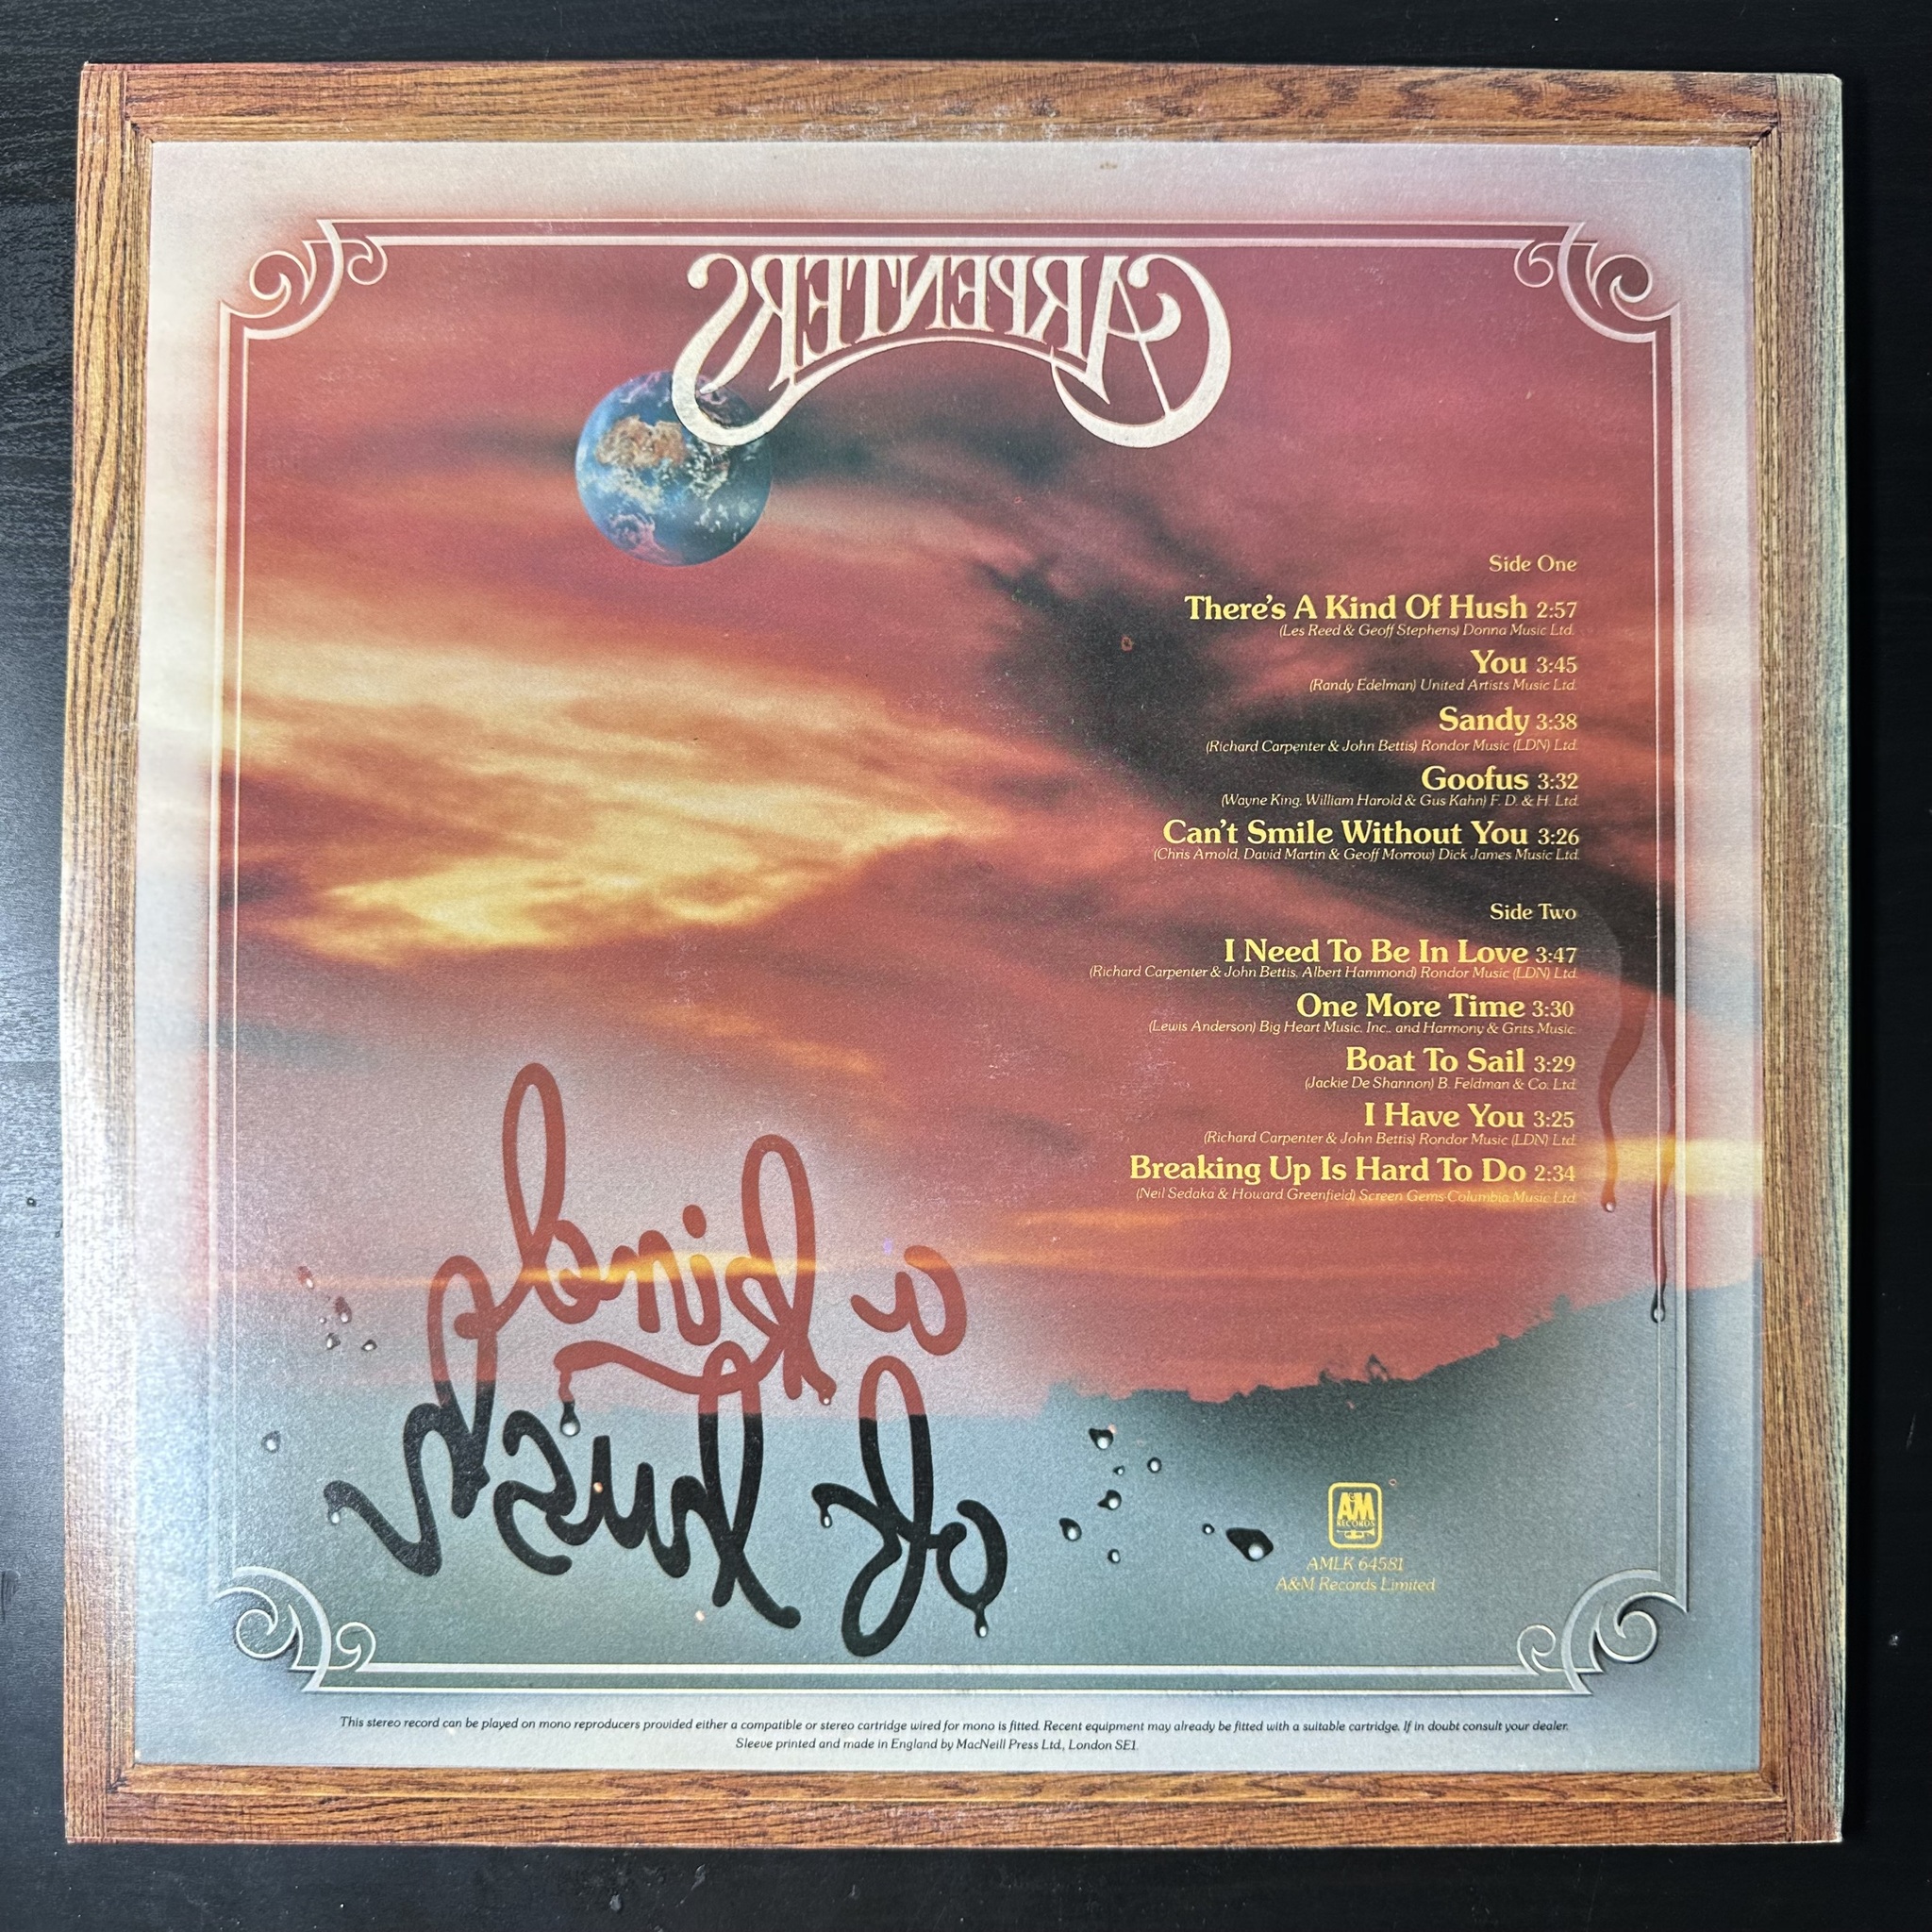 CARPENTERS
Side One
There's A Kind Of Hush 2:57
(Les Reed & Geoff Stephens) Donna Music Ltd.
You 3:45
(Randy Edelman) United Artists Music Ltd.
Sandy 3:38
(Richard Carpenter & John Bettis) Rondor Music (LDN) Ltd.
Goofus 3:32
(Wayne King, William Harold & Gus Kahn) F. D. & H. Ltd.
Can't Smile Without You 3:26
(Chris Arnold, David Martin & Geoff Morrow) Dick James Music Ltd.
Side Two
I Need To Be In Love 3:47
(Richard Carpenter & John Bettis, Albert Hammond) Rondor Music (LDN) Ltd.
One More Time 3:30
(Lewis Anderson) Big Heart Music, Inc., and Harmony & Grits Music.
Boat To Sail 3:29
(Jackie De Shannon) B. Feldman & Co. Ltd.
I Have You 3:25
(Richard Carpenter & John Bettis) Rondor Music (LDN) Ltd.
Breaking Up Is Hard To Do 2:34
(Neil Sedaka & Howard Greenfield) Screen Gems-Columbia Music Ltd.
a kind
of hush
A&M
RECORDS
AMLK 64581
A&M Records Limited
This stereo record can be played on mono reproducers provided either a compatible or stereo cartridge wired for mono is fitted. Recent equipment may already be fitted with a suitable cartridge. If in doubt consult your dealer.
Sleeve printed and made in England by MacNeill Press Ltd., London SE1.